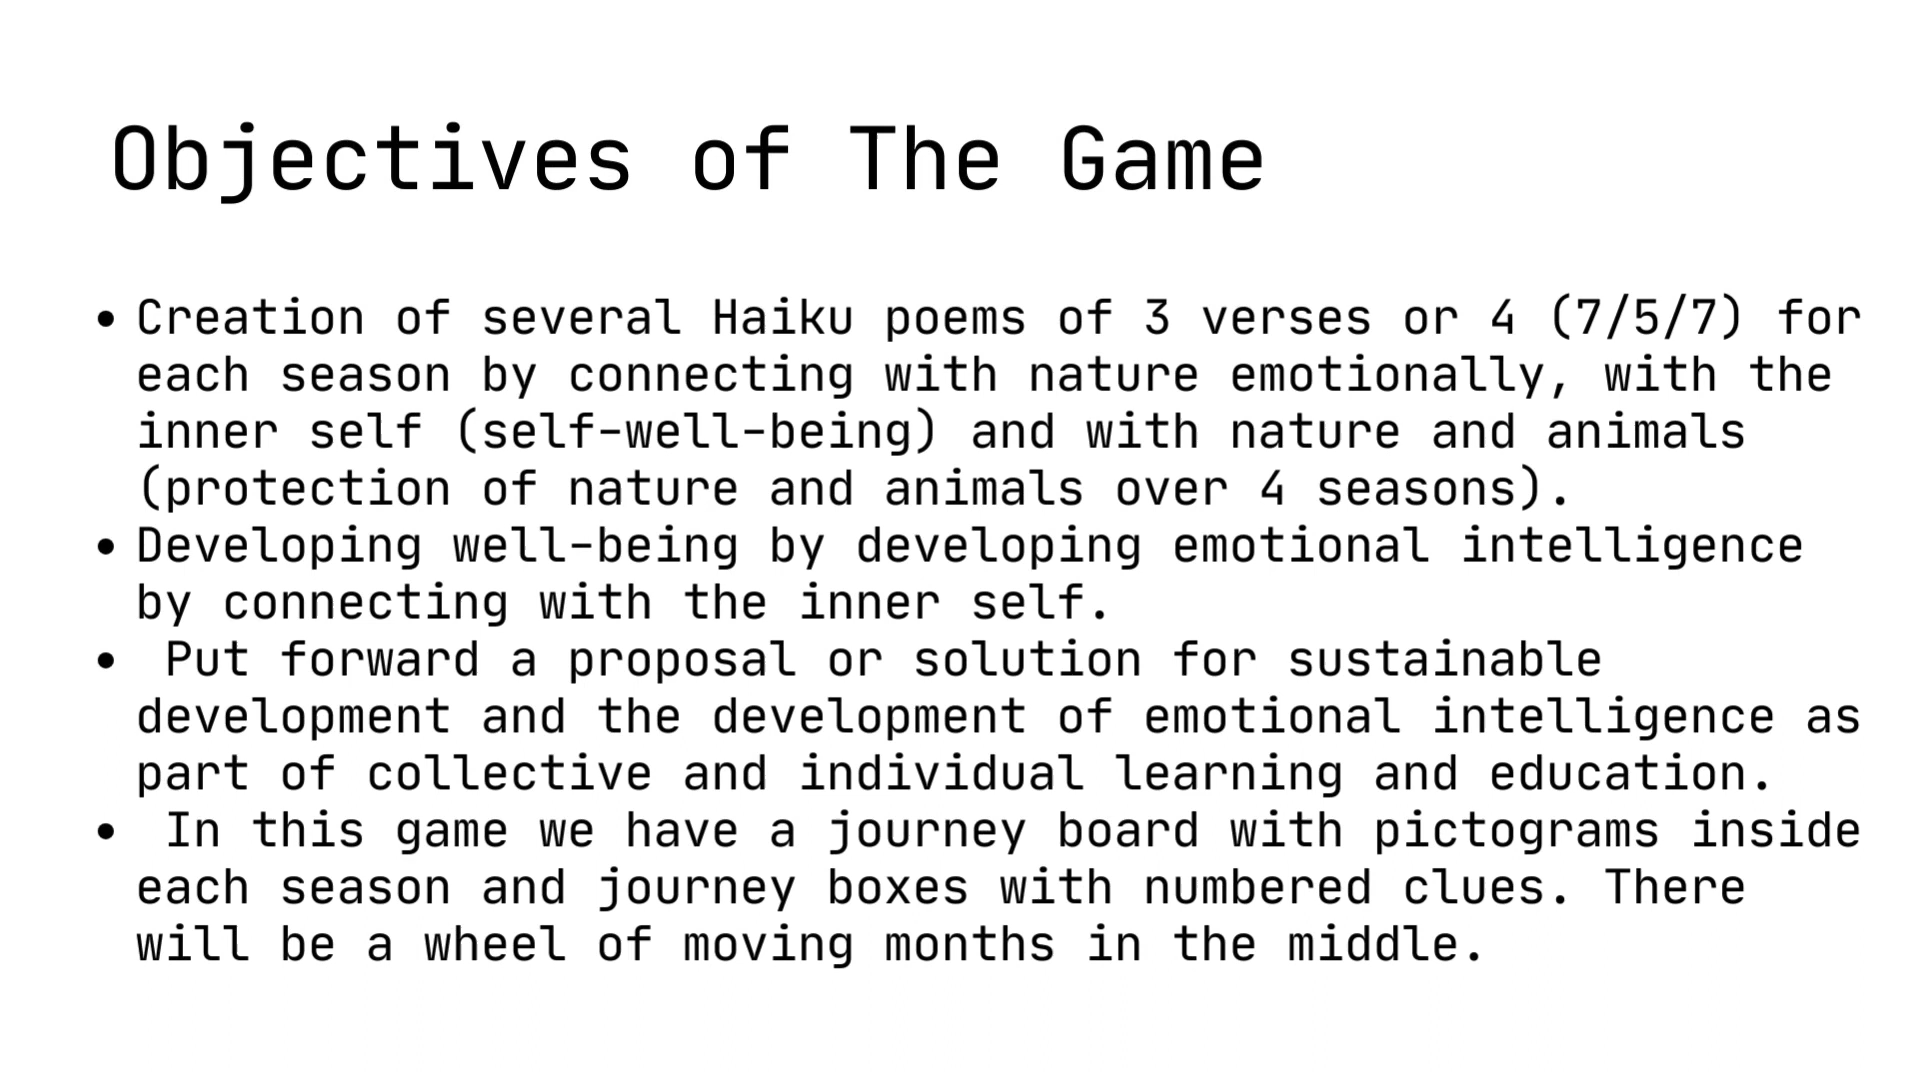 Objectives of The Game
• Creation of several Haiku poems of 3 verses or 4 (7/5/7) for
each season by connecting with nature emotionally, with the
inner self (self-well-being) and with nature and animals
(protection of nature and animals over 4 seasons).
• Developing well-being by developing emotional intelligence
by connecting with the inner self.
• Put forward a proposal or solution for sustainable
development and the development of emotional intelligence as
part of collective and individual learning and education.
• In this game we have a journey board with pictograms inside
each season and journey boxes with numbered clues. There
will be a wheel of moving months in the middle.